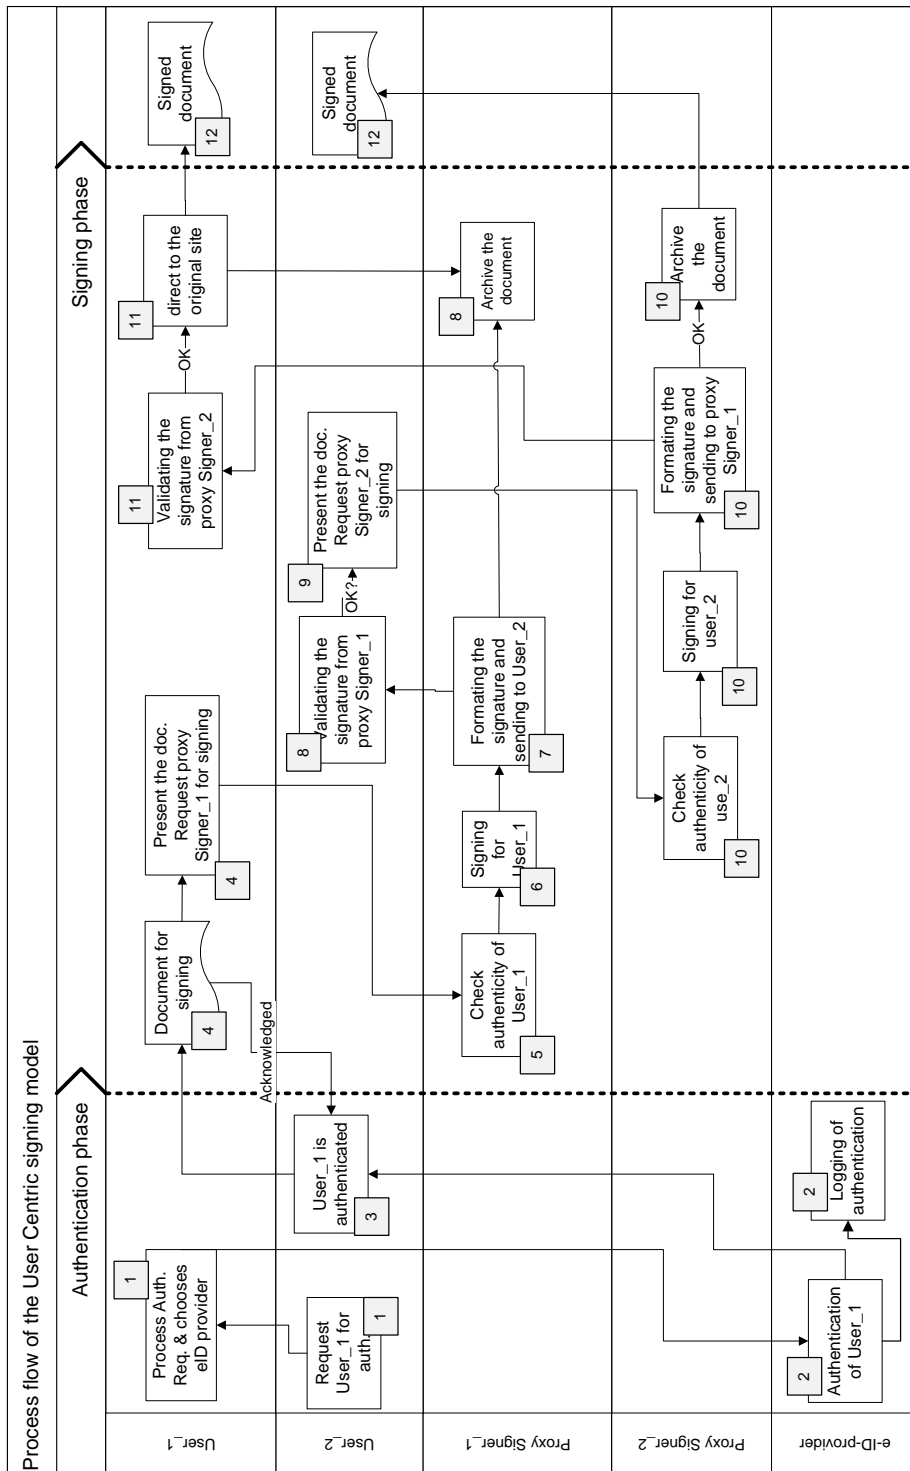 Process flow of the User Centric signing model
Authentication phase
Signing phase
User_1
1
Process Auth.
Req. & chooses
eID provider
4
Document for
signing
4
Present the doc.
Request proxy
Signer_1 for signing
11
Validating the
signature from
proxy Signer_2
OK
11
direct to the
original site
12
Signed
document
User_2
1
Request
User_1 for
auth.
3
User_1 is
authenticated
Acknowledged
8
Validating the
signature from
proxy Signer_1
OK?
9
Present the doc.
Request proxy
Signer_2 for
signing
12
Signed
document
Proxy Signer_1
5
Check
authenticity of
User_1
6
Signing
for
User_1
7
Formating the
signature and
sending to User_2
8
Archive the
document
Proxy Signer_2
10
Check
authenticity of
use_2
10
Signing for
user_2
10
Formating the
signature and
sending to proxy
Signer_1
OK
10
Archive
the
document
e-ID-provider
2
Authentication
of User_1
2
Logging of
authentication